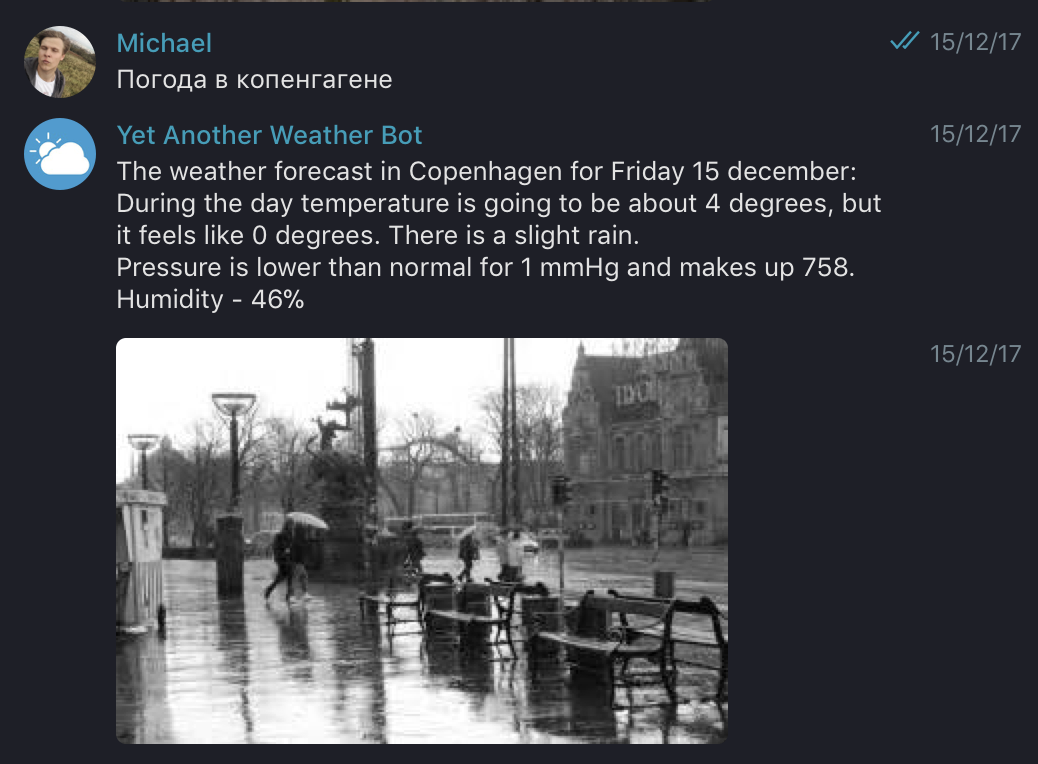 Michael
15/12/17
Погода в копенгагене
Yet Another Weather Bot
15/12/17
The weather forecast in Copenhagen for Friday 15 december:
During the day temperature is going to be about 4 degrees, but
it feels like 0 degrees. There is a slight rain.
Pressure is lower than normal for 1 mmHg and makes up 758.
Humidity - 46%
15/12/17